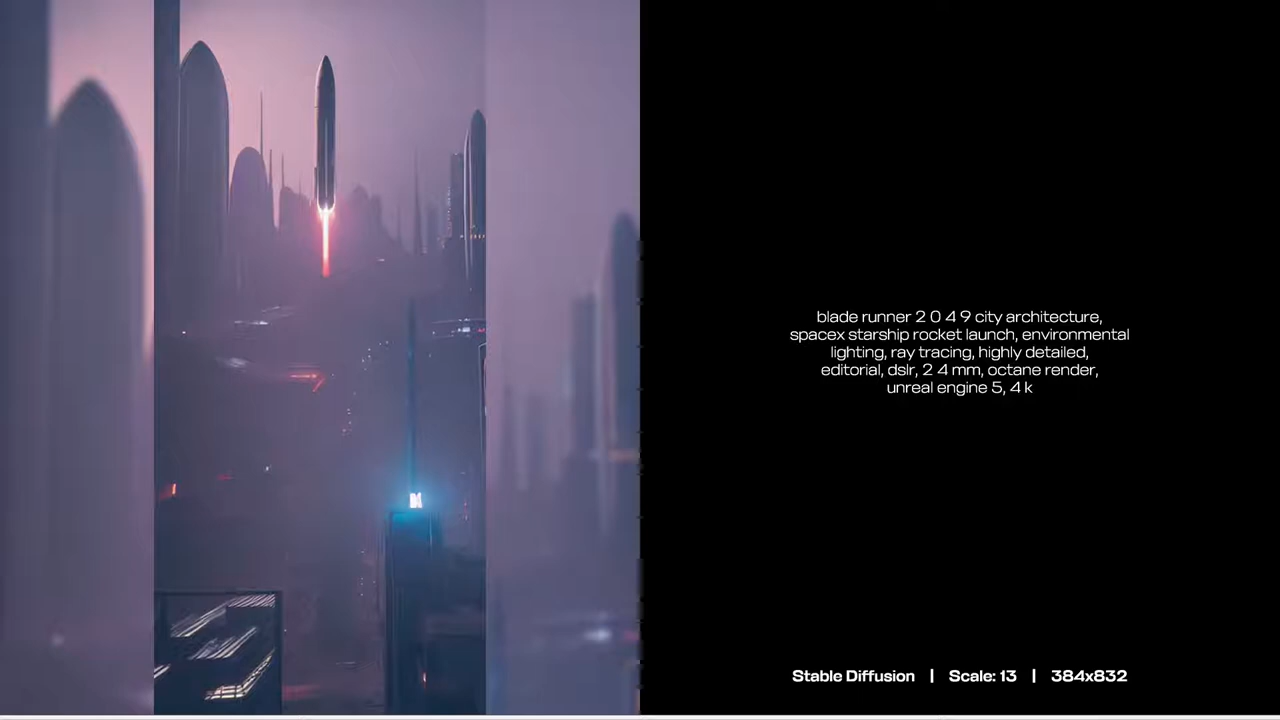 blade runner 2 0 4 9 city architecture,
spacex starship rocket launch, environmental
lighting, ray tracing, highly detailed,
editorial, dslr, 2 4 mm, octane render,
unreal engine 5, 4 k
Stable Diffusion | Scale: 13 | 384x832